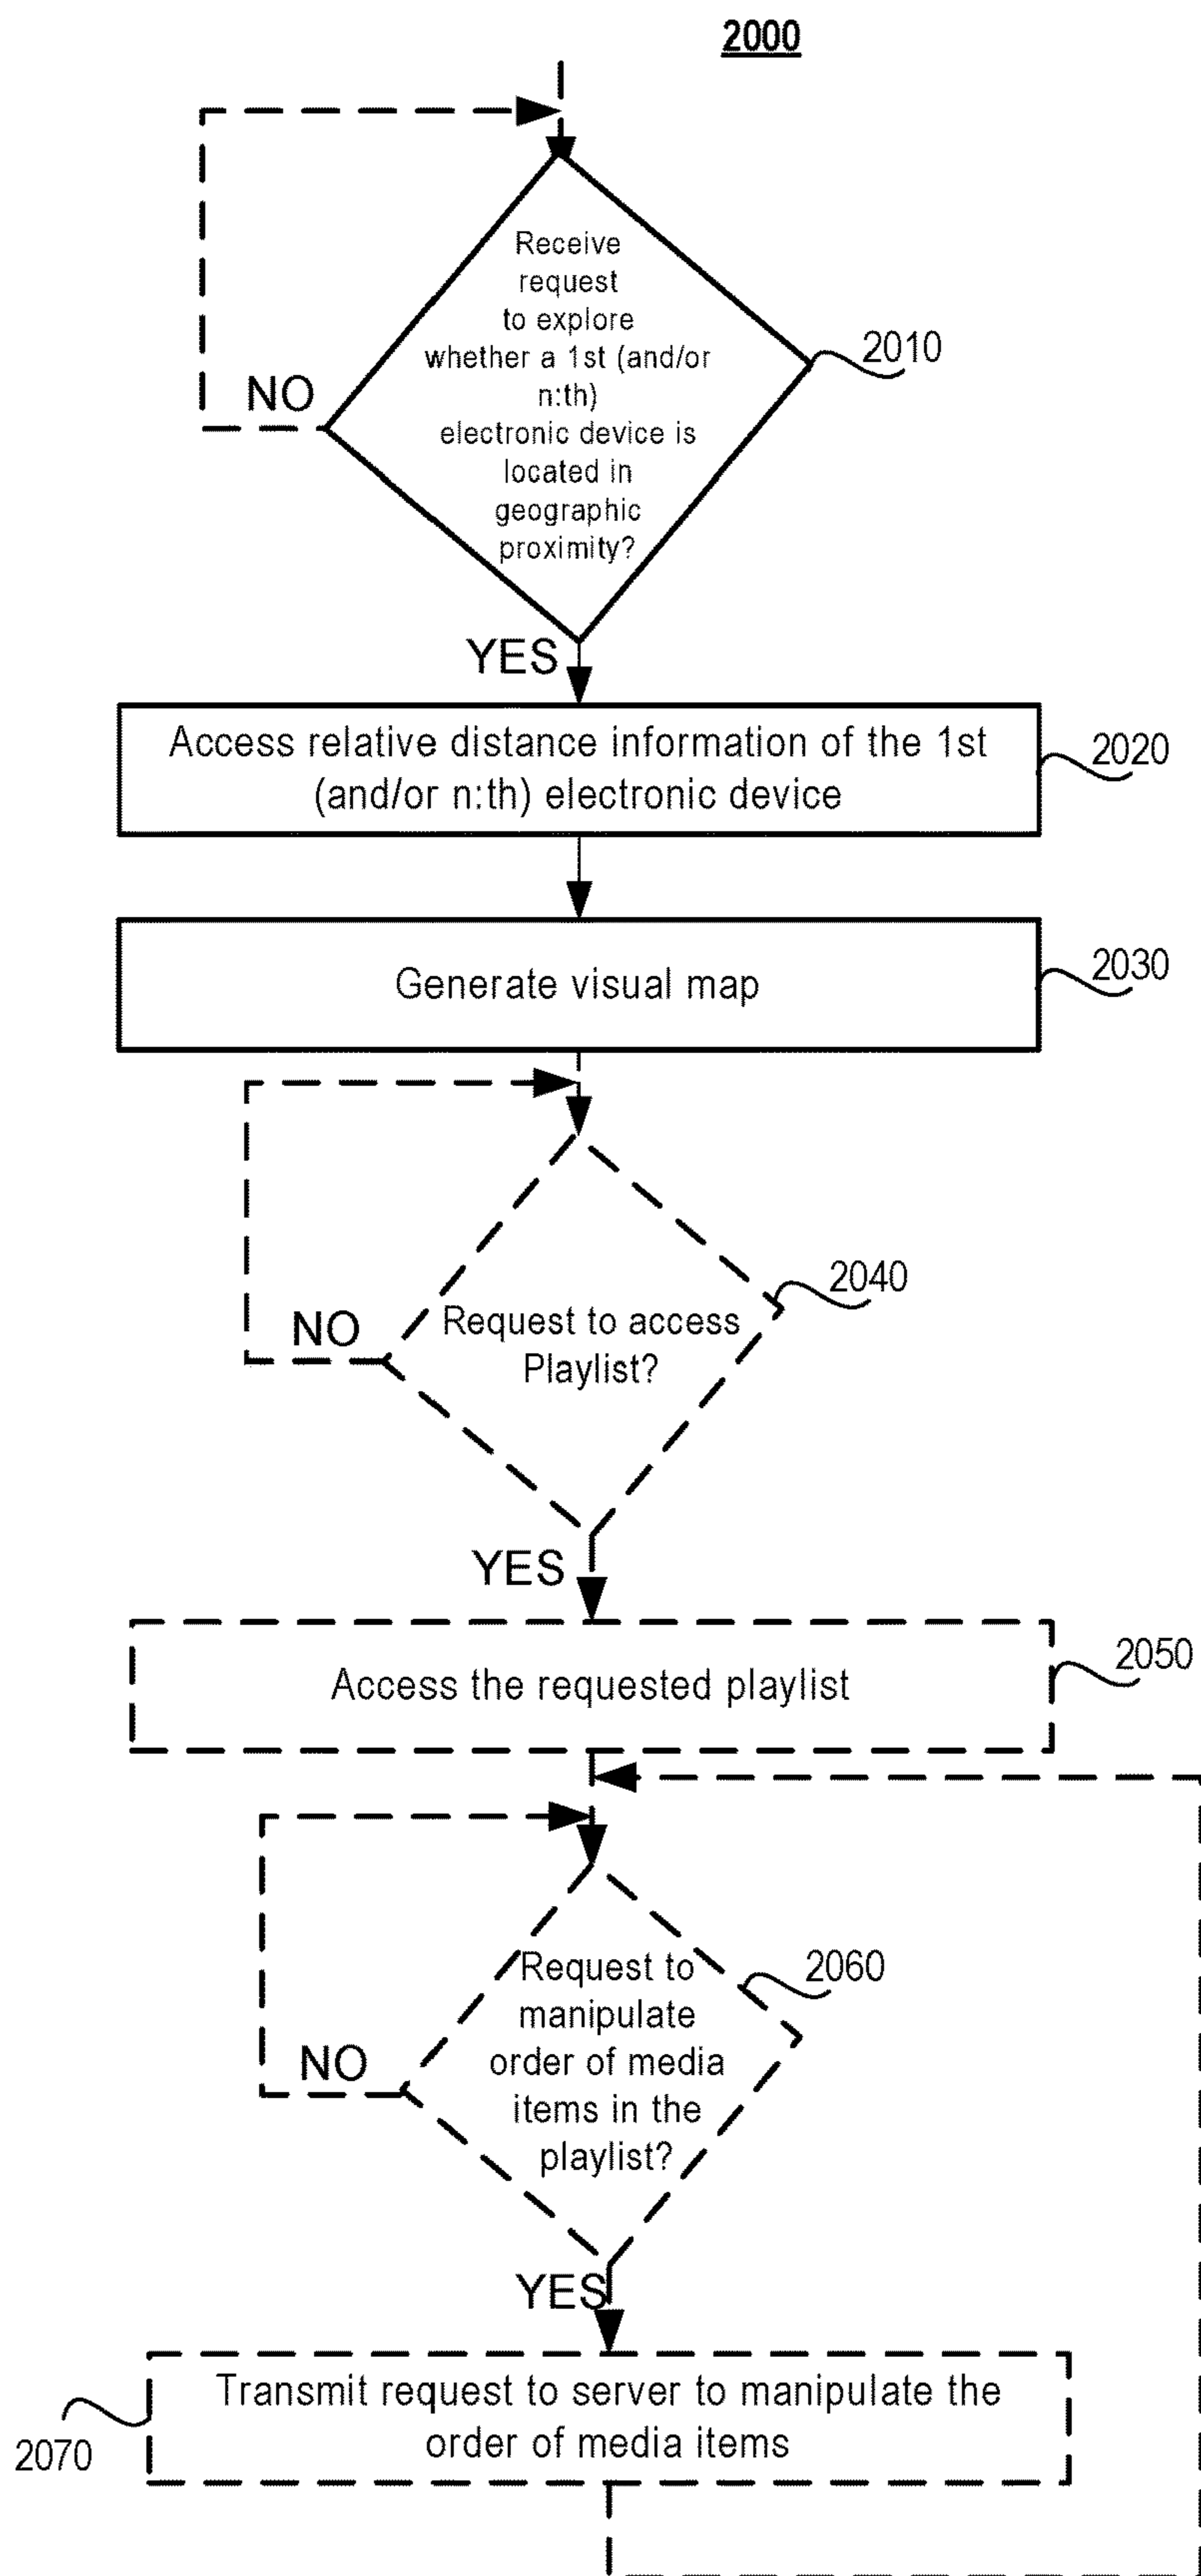 2000
Receive
request
to explore
whether a 1st (and/or
n:th)
electronic device is
located in
geographic
proximity?
2010
NO
YES
Access relative distance information of the 1st
(and/or n:th) electronic device
2020
Generate visual map
2030
Request to access
Playlist?
2040
NO
YES
Access the requested playlist
2050
Request to
manipulate
order of media
items in the
playlist?
2060
NO
YES
Transmit request to server to manipulate the
order of media items
2070